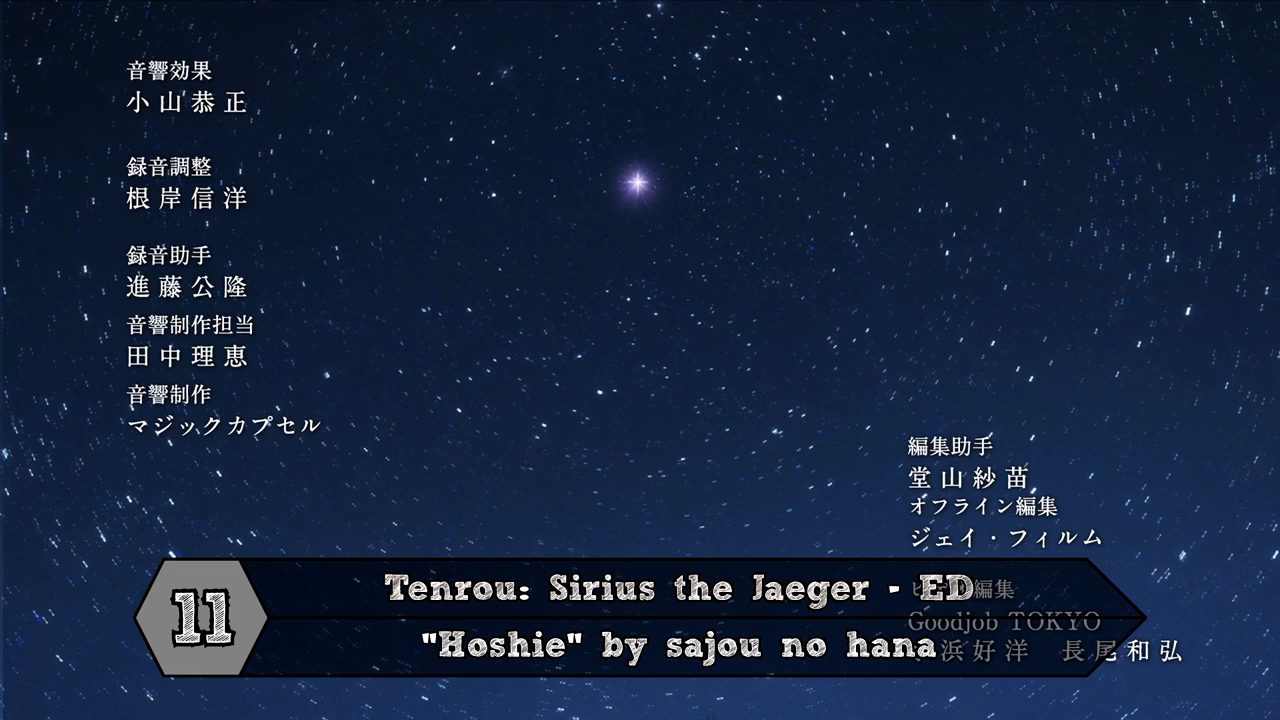 音響効果
小山恭正
録音調整
根岸信洋
録音助手
進藤公隆
音響制作担当
田中理恵
音響制作
マジックカプセル
編集助手
堂山紗苗
オフライン編集
ジェイ・フィルム
編集
Goodjob TOKYO
浜好洋 長尾和弘
11
Tenrou: Sirius the Jaeger - ED
"Hoshie" by sajou no hana